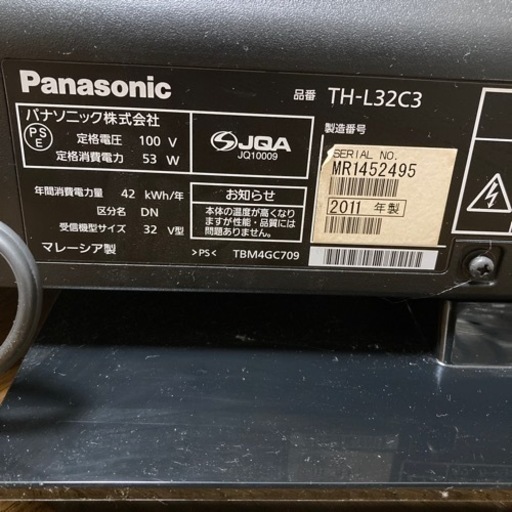 Panasonic
品番 TH-L32C3
パナソニック株式会社
PS
E
定格電圧 100 V
定格消費電力 53 W
JQA
JQ10009
製造番号
SERIAL NO.
MR1452495
2011 年製
年間消費電力量 42 kWh/年
区分名 DN
受信機型サイズ 32 V型
マレーシア製
お知らせ
本体の温度が高くなり
ますが性能・品質には
問題ありません。
>PS< TBM4GC709